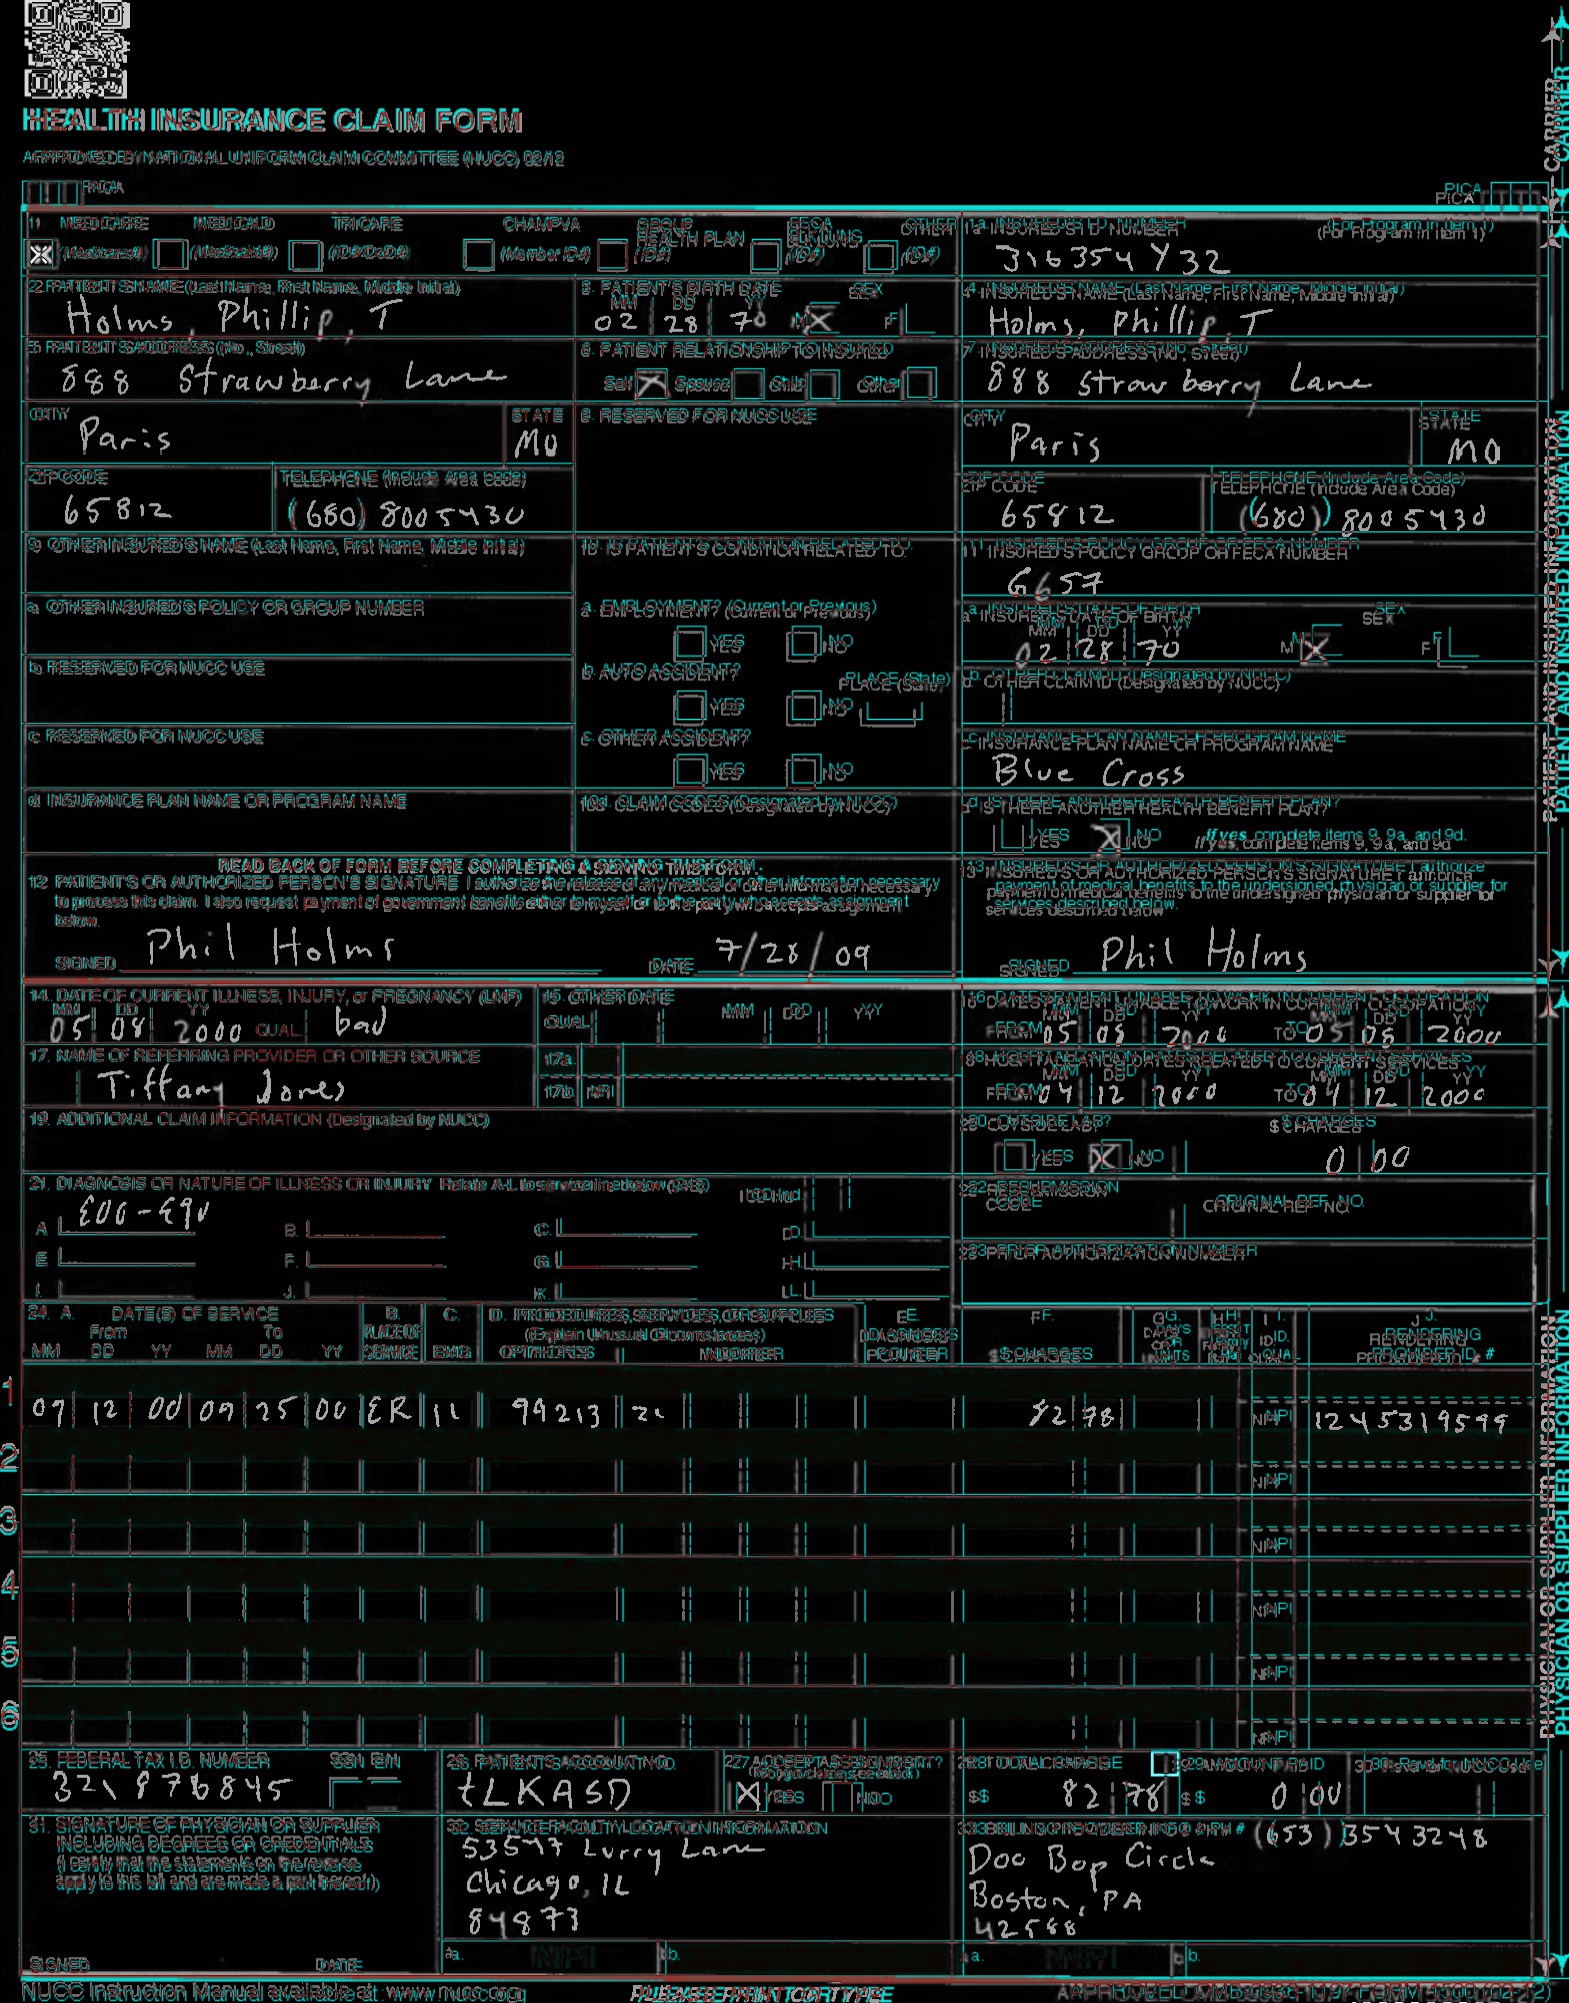 HEALTH INSURANCE CLAIM FORM
APPROVED BY NATIONAL UNIFORM CLAIM COMMITTEE (NUCC) 02/12
PICA
PICA
CARRIER
1. MEDICARE MEDICAID TRICARE CHAMPVA GROUP HEALTH PLAN FECA BLK LUNG OTHER
(Medicare#) (Medicaid#) (ID#/DoD#) (Member ID#) (ID#) (ID#) (ID#)
1a. INSURED'S I.D. NUMBER (For Program in Item 1)
316354Y32
2. PATIENT'S NAME (Last Name, First Name, Middle Initial)
Holms, Phillip, T
3. PATIENT'S BIRTH DATE SEX
MM DD YY
02 28 70 M X F
4. INSURED'S NAME (Last Name, First Name, Middle Initial)
Holms, Phillip, T
5. PATIENT'S ADDRESS (No., Street)
888 Strawberry Lane
6. PATIENT RELATIONSHIP TO INSURED
Self X Spouse Child Other
7. INSURED'S ADDRESS (No., Street)
888 Strawberry Lane
CITY STATE
Paris MO
8. RESERVED FOR NUCC USE
CITY STATE
Paris MO
ZIP CODE TELEPHONE (Include Area Code)
65812 (680) 8005430
ZIP CODE TELEPHONE (Include Area Code)
65812 (680) 8005430
9. OTHER INSURED'S NAME (Last Name, First Name, Middle Initial)
10. IS PATIENT'S CONDITION RELATED TO:
11. INSURED'S POLICY GROUP OR FECA NUMBER
G657
a. OTHER INSURED'S POLICY OR GROUP NUMBER
a. EMPLOYMENT? (Current or Previous)
YES NO
a. INSURED'S DATE OF BIRTH SEX
MM DD YY
02 28 70 M X F
b. RESERVED FOR NUCC USE
b. AUTO ACCIDENT? PLACE (State)
YES NO
b. OTHER CLAIM ID (Designated by NUCC)
c. RESERVED FOR NUCC USE
c. OTHER ACCIDENT?
YES NO
c. INSURANCE PLAN NAME OR PROGRAM NAME
Blue Cross
d. INSURANCE PLAN NAME OR PROGRAM NAME
10d. CLAIM CODES (Designated by NUCC)
d. IS THERE ANOTHER HEALTH BENEFIT PLAN?
YES X NO If yes, complete items 9, 9a, and 9d.
PATIENT AND INSURED INFORMATION
READ BACK OF FORM BEFORE COMPLETING & SIGNING THIS FORM.
12. PATIENT'S OR AUTHORIZED PERSON'S SIGNATURE I authorize the release of any medical or other information necessary
to process this claim. I also request payment of government benefits either to myself or to the party who accepts assignment
below.
SIGNED Phil Holms DATE 7/28/09
13. INSURED'S OR AUTHORIZED PERSON'S SIGNATURE I authorize
payment of medical benefits to the undersigned physician or supplier for
services described below.
SIGNED Phil Holms
14. DATE OF CURRENT ILLNESS, INJURY, or PREGNANCY (LMP)
MM DD YY
05 08 2000 QUAL. bad
15. OTHER DATE
QUAL. MM DD YY
16. DATES PATIENT UNABLE TO WORK IN CURRENT OCCUPATION
MM DD YY MM DD YY
FROM 05 08 2000 TO 05 08 2000
17. NAME OF REFERRING PROVIDER OR OTHER SOURCE
Tiffany Jones
17a.
17b. NPI
18. HOSPITALIZATION DATES RELATED TO CURRENT SERVICES
MM DD YY MM DD YY
FROM 04 12 2000 TO 04 12 2000
19. ADDITIONAL CLAIM INFORMATION (Designated by NUCC)
20. OUTSIDE LAB? $ CHARGES
YES X NO 0 00
21. DIAGNOSIS OR NATURE OF ILLNESS OR INJURY Relate A-L to service line below (24E) ICD Ind.
A. E00-E90 B. C. D.
E. F. G. H.
I. J. K. L.
22. RESUBMISSION CODE ORIGINAL REF. NO.
23. PRIOR AUTHORIZATION NUMBER
24. A. DATE(S) OF SERVICE B. C. D. PROCEDURES, SERVICES, OR SUPPLIES E. F. G. H. I. J.
From To PLACE OF (Explain Unusual Circumstances) DIAGNOSIS DAYS OR UNITS ID. RENDERING
MM DD YY MM DD YY SERVICE EMG CPT/HCPCS MODIFIER POINTER $ CHARGES QUAL. PROVIDER ID. #
1 09 12 00 09 25 00 ER 11 99213 82 78 NPI 1245319599
2 NPI
3 NPI
4 NPI
5 NPI
6 NPI
PHYSICIAN OR SUPPLIER INFORMATION
25. FEDERAL TAX I.D. NUMBER SSN EIN
321876845
26. PATIENT'S ACCOUNT NO.
tLKASD
27. ACCEPT ASSIGNMENT?
X YES NO
28. TOTAL CHARGE
$ 82 78
29. AMOUNT PAID
$ 0 00
30. Rsvd for NUCC Use
31. SIGNATURE OF PHYSICIAN OR SUPPLIER
INCLUDING DEGREES OR CREDENTIALS
(I certify that the statements on the reverse
apply to this bill and are made a part thereof.)
SIGNED DATE
32. SERVICE FACILITY LOCATION INFORMATION
Lurry Lane
Chicago, IL
84873
a. NPI b.
33. BILLING PROVIDER INFO & PH # (653) 3543248
Doo Bop Circle
Boston, PA
42588
a. NPI b.
NUCC Instruction Manual available at: www.nucc.org
PLEASE PRINT OR TYPE